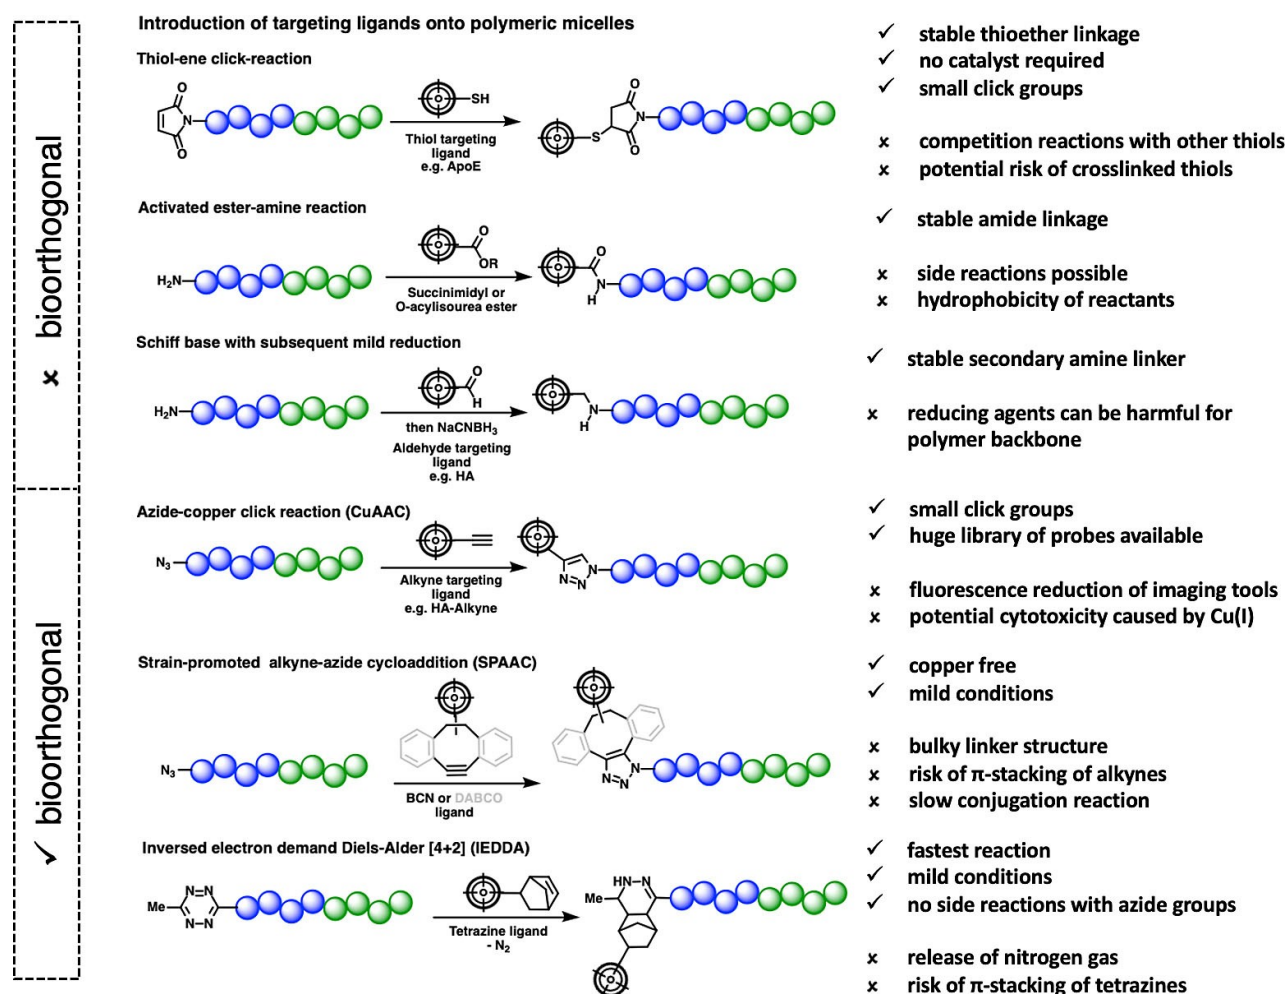 Introduction of targeting ligands onto polymeric micelles
✗ bioorthogonal
Thiol-ene click-reaction
O
N
O
SH
Thiol targeting
ligand
e.g. ApoE
S
O
N
O
✓ stable thioether linkage
✓ no catalyst required
✓ small click groups
✗ competition reactions with other thiols
✗ potential risk of crosslinked thiols
Activated ester-amine reaction
H₂N
O
OR
Succinimidyl or
O-acylisourea ester
O
N
H
✓ stable amide linkage
✗ side reactions possible
✗ hydrophobicity of reactants
Schiff base with subsequent mild reduction
H₂N
O
H
then NaCNBH₃
Aldehyde targeting
ligand
e.g. HA
N
H
✓ stable secondary amine linker
✗ reducing agents can be harmful for
polymer backbone
✓ bioorthogonal
Azide-copper click reaction (CuAAC)
N₃
Alkyne targeting
ligand
e.g. HA-Alkyne
N
N=N
✓ small click groups
✓ huge library of probes available
✗ fluorescence reduction of imaging tools
✗ potential cytotoxicity caused by Cu(I)
Strain-promoted alkyne-azide cycloaddition (SPAAC)
N₃
BCN or DABCO
ligand
N
N=N
✓ copper free
✓ mild conditions
✗ bulky linker structure
✗ risk of π-stacking of alkynes
✗ slow conjugation reaction
Inversed electron demand Diels-Alder [4+2] (IEDDA)
N=N
Me
N=N
Tetrazine ligand
- N₂
HN-N
Me
✓ fastest reaction
✓ mild conditions
✓ no side reactions with azide groups
✗ release of nitrogen gas
✗ risk of π-stacking of tetrazines